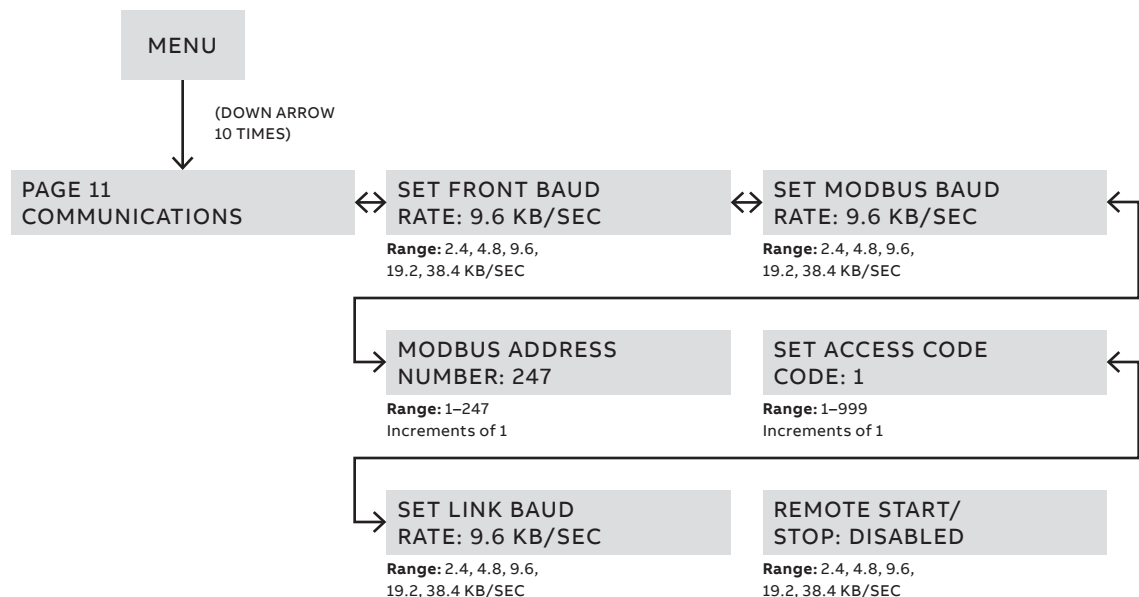 MENU
(DOWN ARROW
10 TIMES)
PAGE 11
COMMUNICATIONS
SET FRONT BAUD
RATE: 9.6 KB/SEC
Range: 2.4, 4.8, 9.6,
19.2, 38.4 KB/SEC
SET MODBUS BAUD
RATE: 9.6 KB/SEC
Range: 2.4, 4.8, 9.6,
19.2, 38.4 KB/SEC
MODBUS ADDRESS
NUMBER: 247
Range: 1–247
Increments of 1
SET ACCESS CODE
CODE: 1
Range: 1–999
Increments of 1
SET LINK BAUD
RATE: 9.6 KB/SEC
Range: 2.4, 4.8, 9.6,
19.2, 38.4 KB/SEC
REMOTE START/
STOP: DISABLED
Range: 2.4, 4.8, 9.6,
19.2, 38.4 KB/SEC